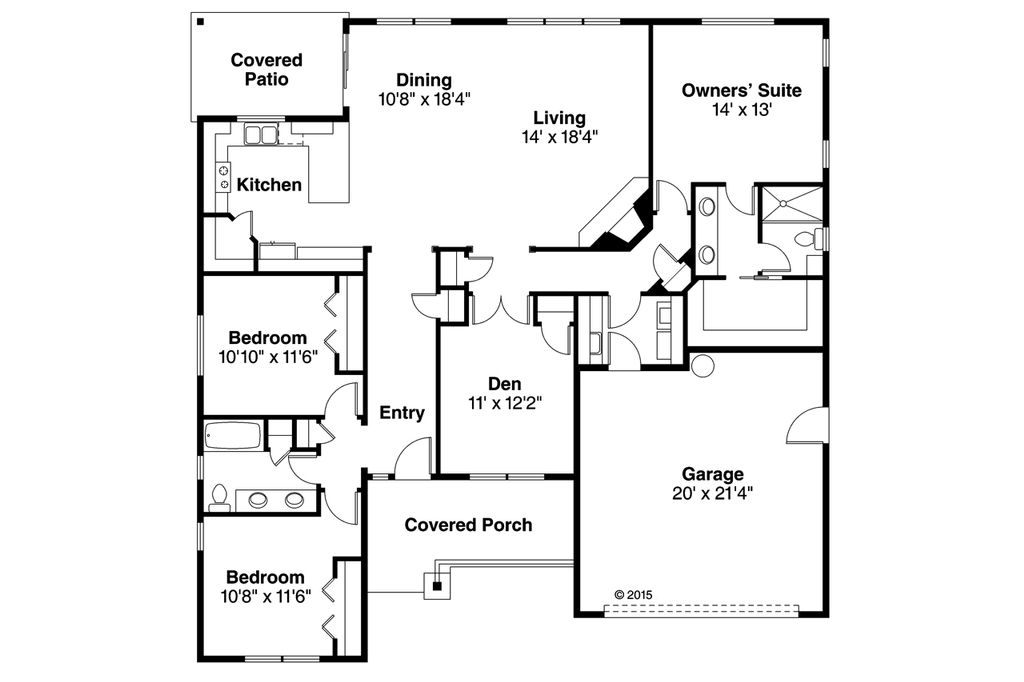 Covered
Patio
Dining
10'8" x 18'4"
Living
14' x 18'4"
Owners' Suite
14' x 13'
Kitchen
Bedroom
10'10" x 11'6"
Den
11' x 12'2"
Entry
Garage
20' x 21'4"
Covered Porch
Bedroom
10'8" x 11'6"
© 2015